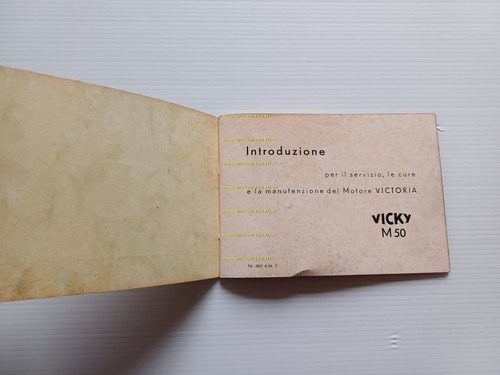 Introduzione
per il servizio, le cure
e la manutenzione del Motore VICTORIA
VICKY
M 50